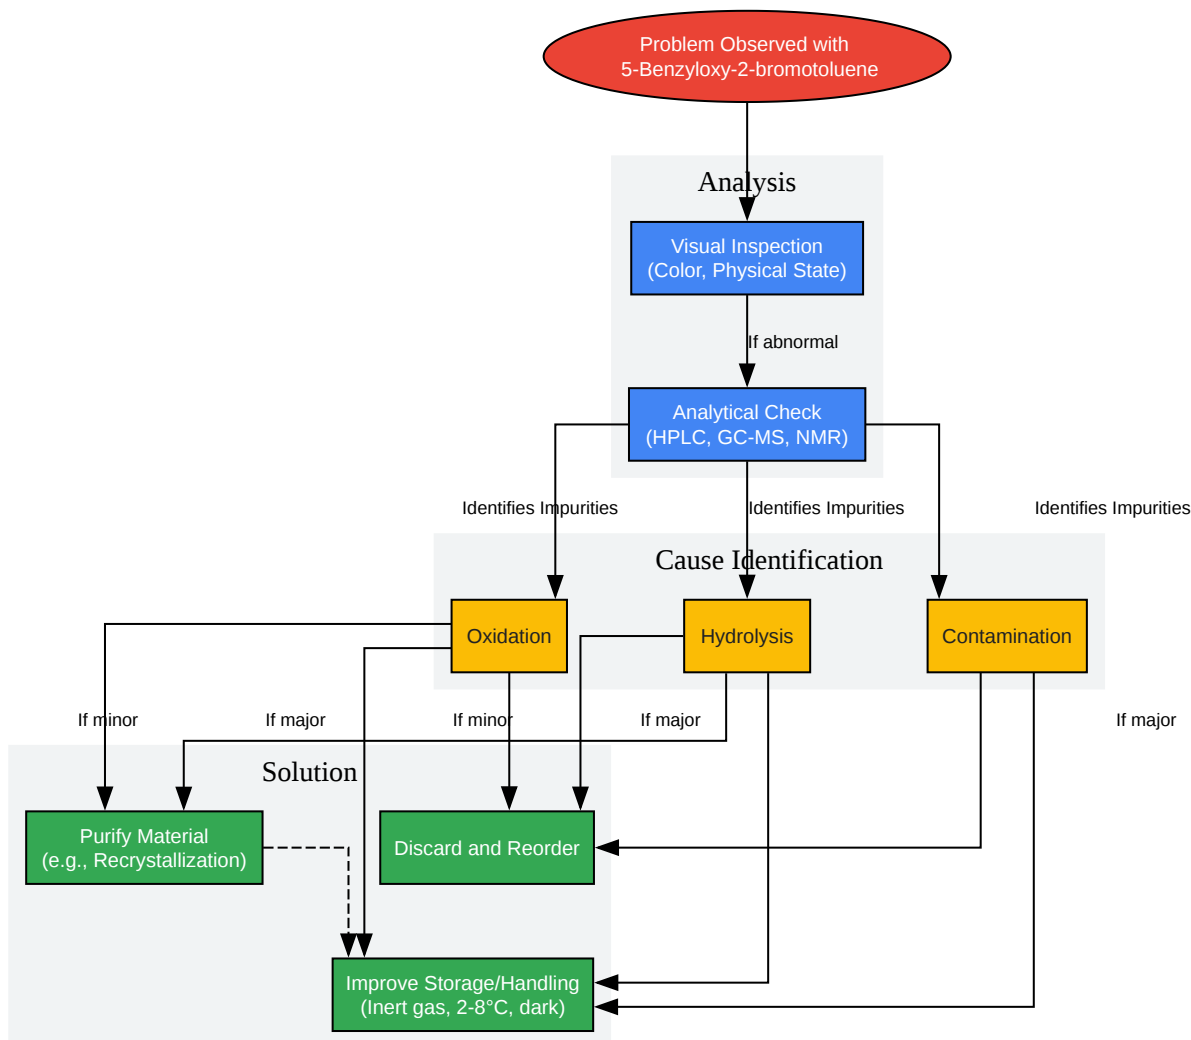 Problem Observed with
5-Benzyloxy-2-bromotoluene
Analysis
Visual Inspection
(Color, Physical State)
If abnormal
Analytical Check
(HPLC, GC-MS, NMR)
Identifies Impurities
Identifies Impurities
Identifies Impurities
Cause Identification
Oxidation
Hydrolysis
Contamination
If minor
If major
If minor
If major
If major
Solution
Purify Material
(e.g., Recrystallization)
Discard and Reorder
Improve Storage/Handling
(Inert gas, 2-8°C, dark)